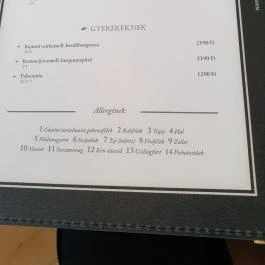 GYEREKEKNEK
Rántott csirkemell, hasábburgonya 2190 Ft
Roston jércemell, burgonyapüré 2190 Ft
Palacsinta 1290 Ft
Allergének:
1 Glutént tartalmazó gabonafélék 2 Rákfélék 3 Tojás 4 Hal
5 Földimogyoró 6 Szójabab 7 Tej (laktóz) 8 Diófélék 9 Zeller
10 Mustár 11 Szezámmag 12 Kén-dioxid 13 Csillagfürt 14 Puhatestűek